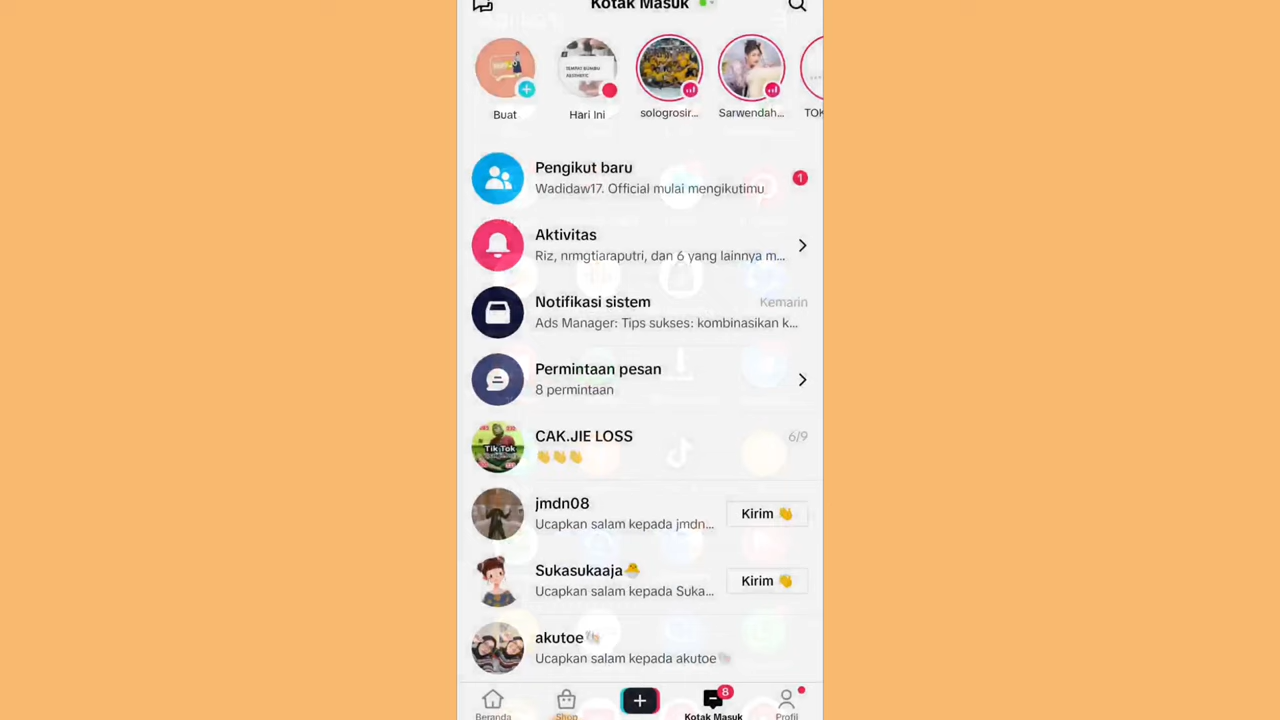 Kotak Masuk
Buat
Hari Ini
sologrosir...
Sarwendah...
TOK
Pengikut baru
Wadidaw17. Official mulai mengikutimu
1
Aktivitas
Riz, nrmgtiaraputri, dan 6 yang lainnya m...
Notifikasi sistem
Kemarin
Ads Manager: Tips sukses: kombinasikan k...
Permintaan pesan
8 permintaan
CAK.JIE LOSS
6/9
👏👏👏
TikTok
jmdn08
Ucapkan salam kepada jmdn...
Kirim 👋
Sukasukaaja🐣
Ucapkan salam kepada Suka...
Kirim 👋
akutoe🐚
Ucapkan salam kepada akutoe🐚
8
Beranda
Shop
Kotak Masuk
Profil